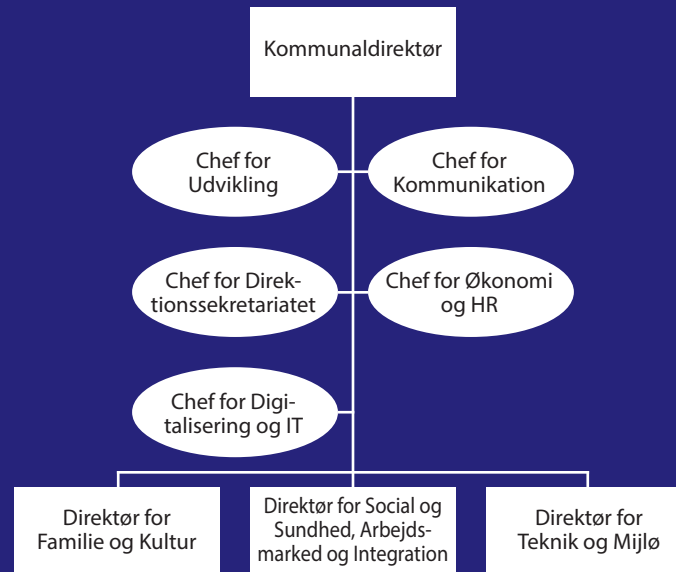 Kommunaldirektør
Chef for
Udvikling
Chef for
Kommunikation
Chef for Direk-
tionssekretariatet
Chef for Økonomi
og HR
Chef for Digi-
talisering og IT
Direktør for
Familie og Kultur
Direktør for Social og
Sundhed, Arbejds-
marked og Integration
Direktør for
Teknik og Mijlø